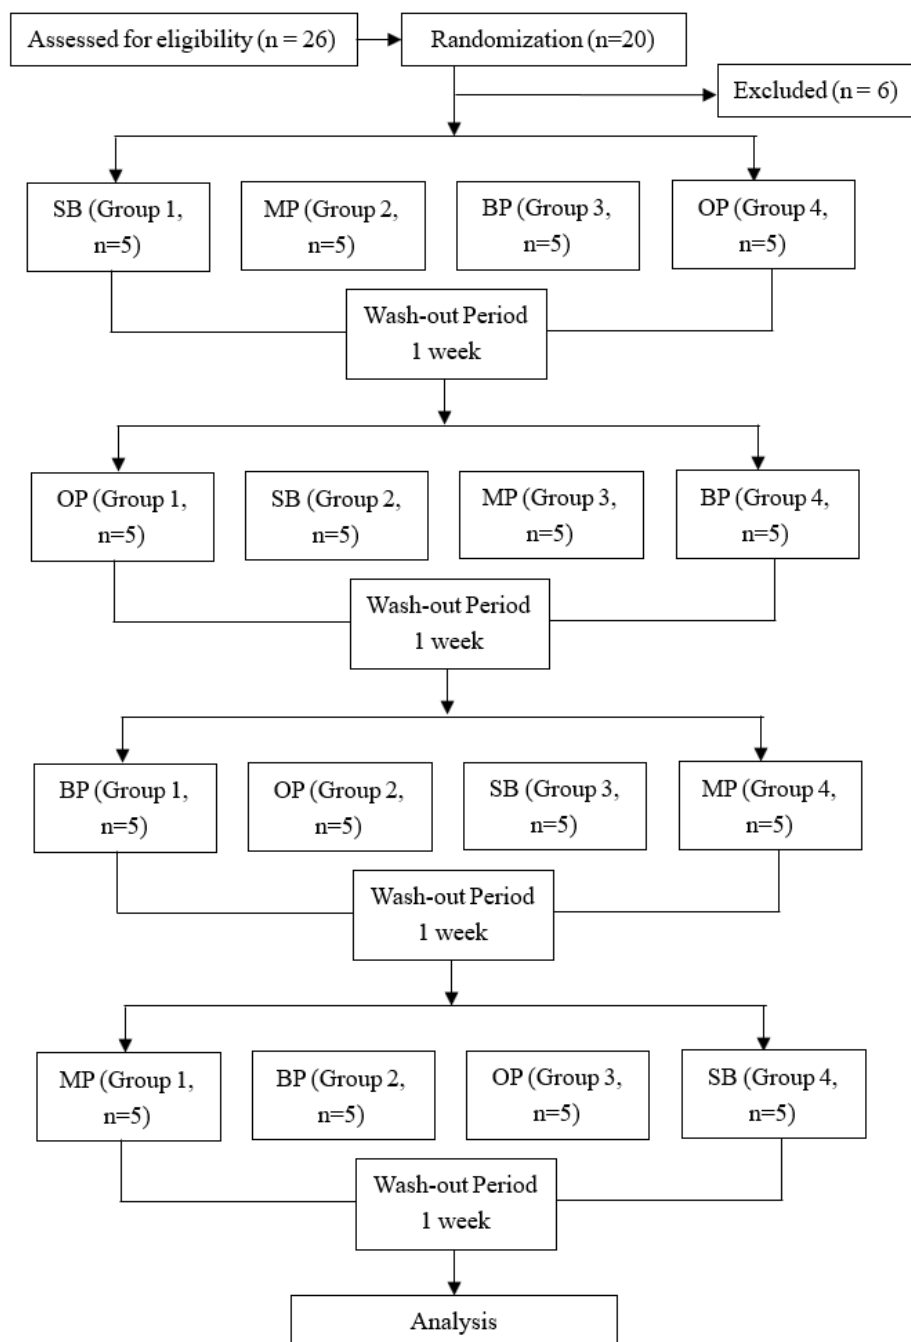 Assessed for eligibility (n = 26)
Randomization (n=20)
Excluded (n = 6)
SB (Group 1,
n=5)
MP (Group 2,
n=5)
BP (Group 3,
n=5)
OP (Group 4,
n=5)
Wash-out Period
1 week
OP (Group 1,
n=5)
SB (Group 2,
n=5)
MP (Group 3,
n=5)
BP (Group 4,
n=5)
Wash-out Period
1 week
BP (Group 1,
n=5)
OP (Group 2,
n=5)
SB (Group 3,
n=5)
MP (Group 4,
n=5)
Wash-out Period
1 week
MP (Group 1,
n=5)
BP (Group 2,
n=5)
OP (Group 3,
n=5)
SB (Group 4,
n=5)
Wash-out Period
1 week
Analysis